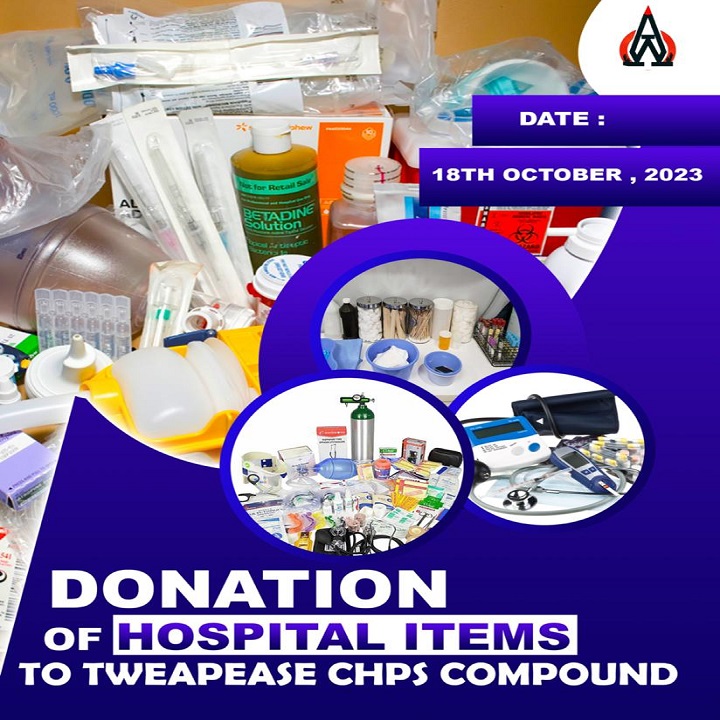 DATE :
18TH OCTOBER , 2023
BETADINE
Solution
DONATION
OF HOSPITAL ITEMS
TO TWEAPEASE CHPS COMPOUND